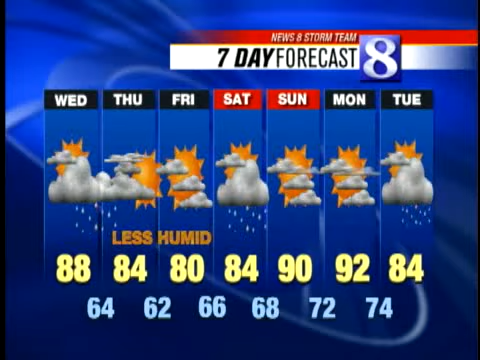 NEWS 8 STORM TEAM
7 DAY FORECAST 8
WED THU FRI SAT SUN MON TUE
LESS HUMID
88 84 80 84 90 92 84
64 62 66 68 72 74